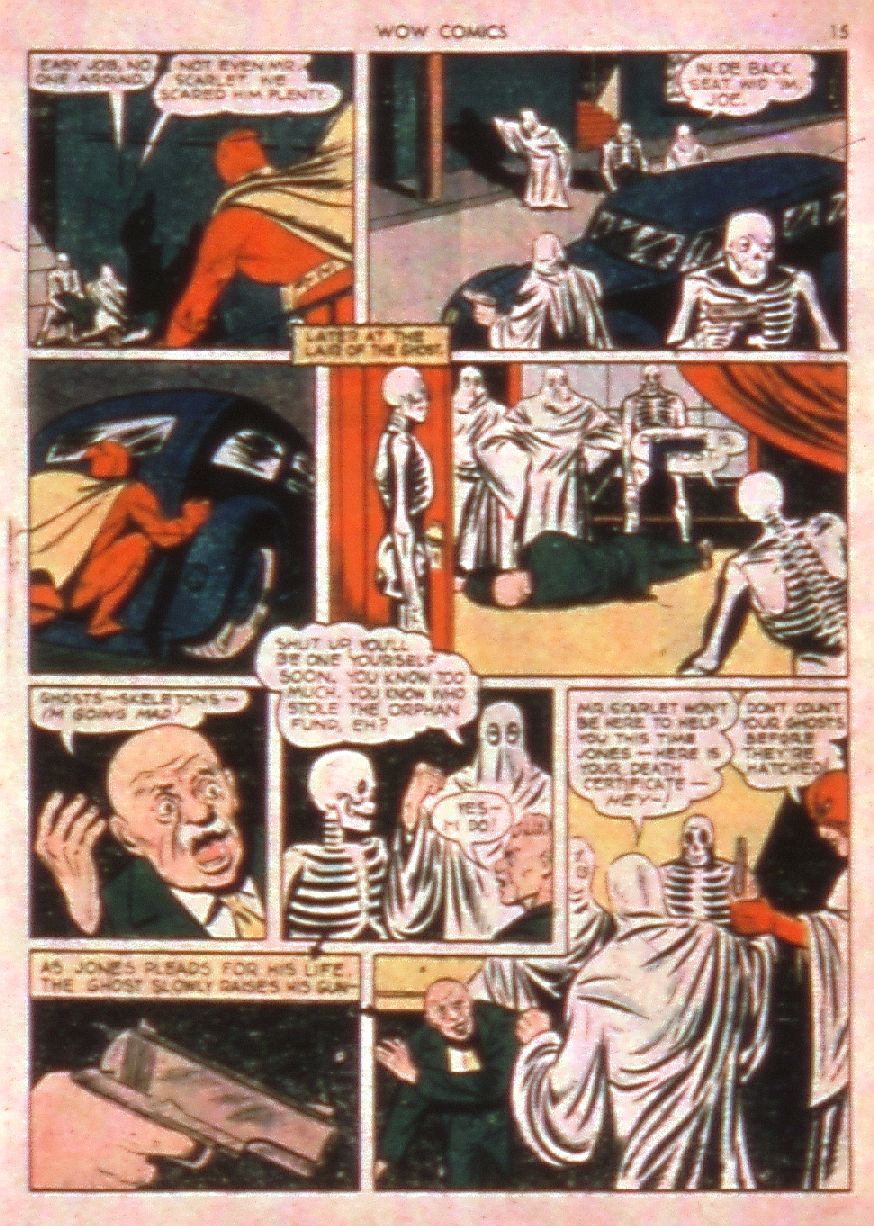 WOW COMICS
15
EASY JOB, NO
ONE AROUND.
NOT EVEN MR.
SCARLET. WE
SCARED HIM PLENTY.
IN DE BACK
SEAT WID 'IM,
JOE.
LATER AT THE
LAIR OF THE GHOST.
GHOSTS—SKELETONS—
I'M GOING MAD!
SHUT UP. YOU'LL
BE ONE YOURSELF
SOON. YOU KNOW TOO
MUCH. YOU KNOW WHO
STOLE THE ORPHAN
FUND, EH?
YES—
I DO!
AS JONES PLEADS FOR HIS LIFE,
THE GHOST SLOWLY RAISES HIS GUN—
MR. SCARLET WON'T
BE HERE TO HELP
YOU THIS TIME
JONES — HERE IS
YOUR DEATH
CERTIFICATE —
HEY—)
DON'T COUNT
YOUR GHOSTS
BEFORE
THEY'RE
HATCHED!